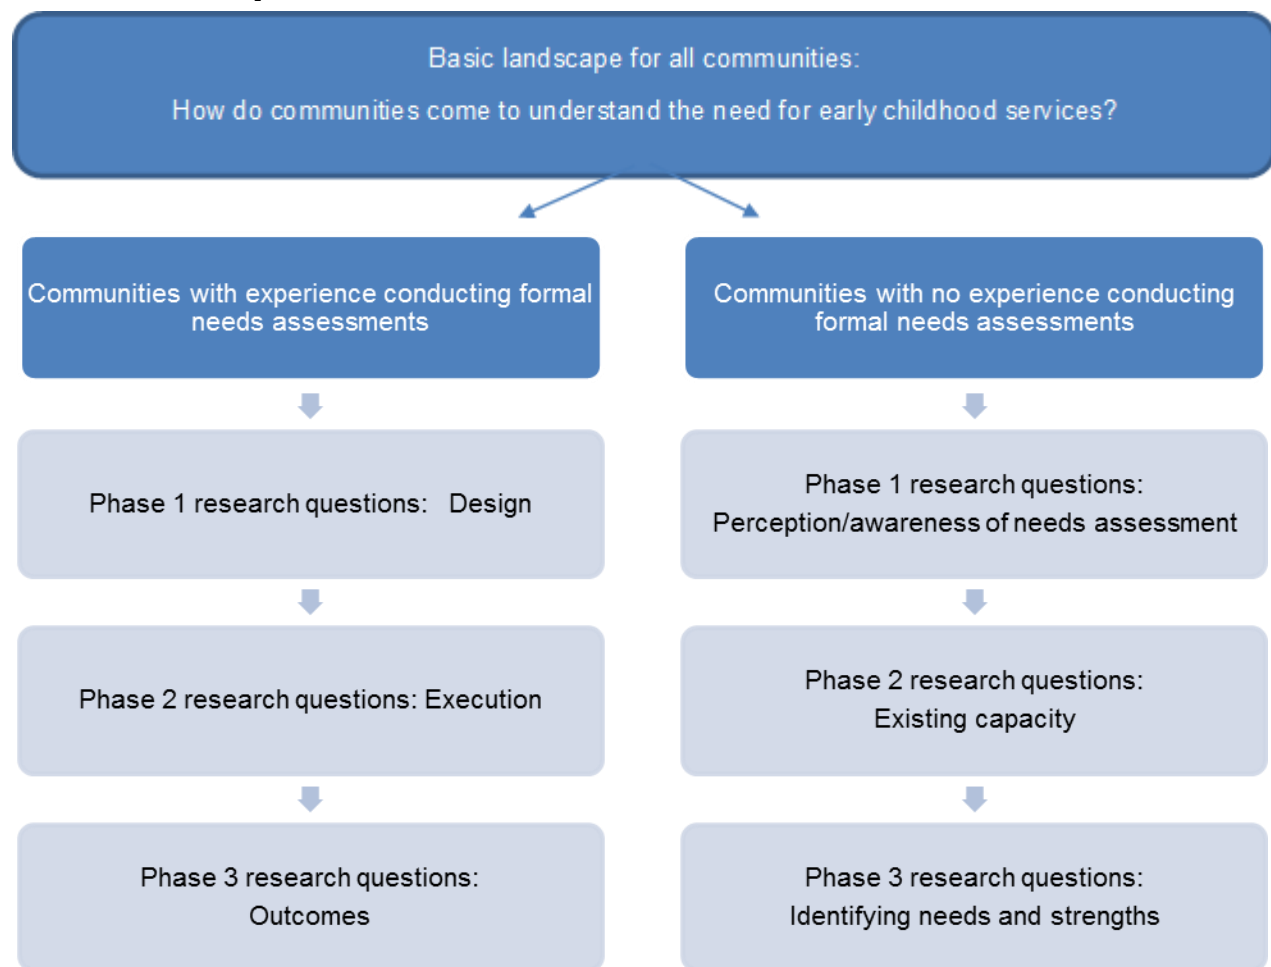 Basic landscape for all communities:
How do communities come to understand the need for early childhood services?
Communities with experience conducting formal
needs assessments
Phase 1 research questions:   Design
Phase 2 research questions: Execution
Phase 3 research questions:
Outcomes
Communities with no experience conducting
formal needs assessments
Phase 1 research questions:
Perception/awareness of needs assessment
Phase 2 research questions:
Existing capacity
Phase 3 research questions:
Identifying needs and strengths